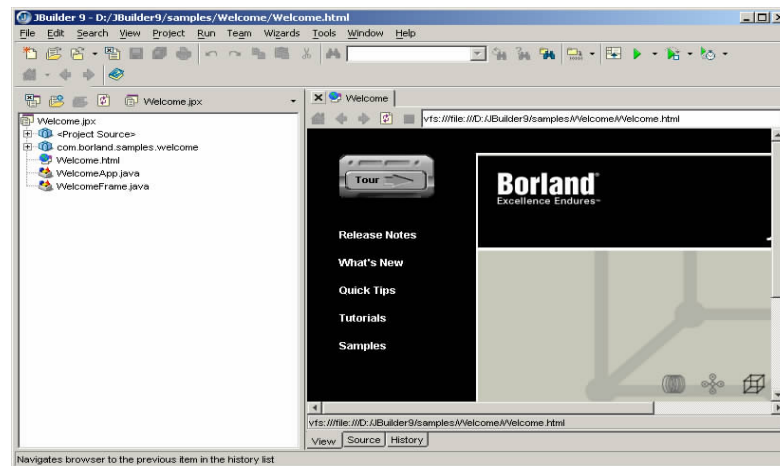 JBuilder 9 - D:/JBuilder9/samples/Welcome/Welcome.html
File Edit Search View Project Run Team Wizards Tools Window Help
Welcome.jpx
Welcome.jpx
<Project Source>
com.borland.samples.welcome
Welcome.html
WelcomeApp.java
WelcomeFrame.java
Welcome
vfs:///file:///D:/JBuilder9/samples/Welcome/Welcome.html
Tour
Borland
Excellence Endures™
Release Notes
What's New
Quick Tips
Tutorials
Samples
vfs:///file:///D:/JBuilder9/samples/Welcome/Welcome.html
View Source History
Navigates browser to the previous item in the history list